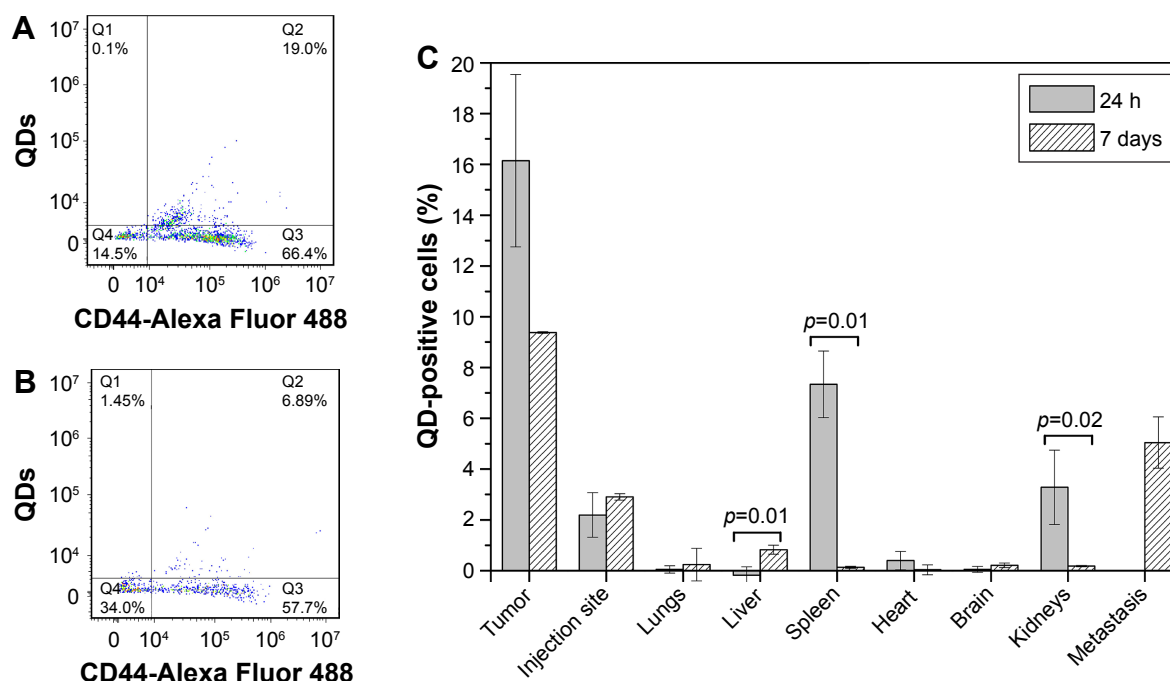 A
QDs
10⁷
10⁶
10⁵
10⁴
0
Q1
0.1%
Q2
19.0%
Q4
14.5%
Q3
66.4%
0 10⁴ 10⁵ 10⁶ 10⁷
CD44-Alexa Fluor 488
B
QDs
10⁷
10⁶
10⁵
10⁴
0
Q1
1.45%
Q2
6.89%
Q4
34.0%
Q3
57.7%
0 10⁴ 10⁵ 10⁶ 10⁷
CD44-Alexa Fluor 488
C
QD-positive cells (%)
20
18
16
14
12
10
8
6
4
2
0
24 h
7 days
p=0.01
p=0.01
p=0.02
Tumor
Injection site
Lungs
Liver
Spleen
Heart
Brain
Kidneys
Metastasis